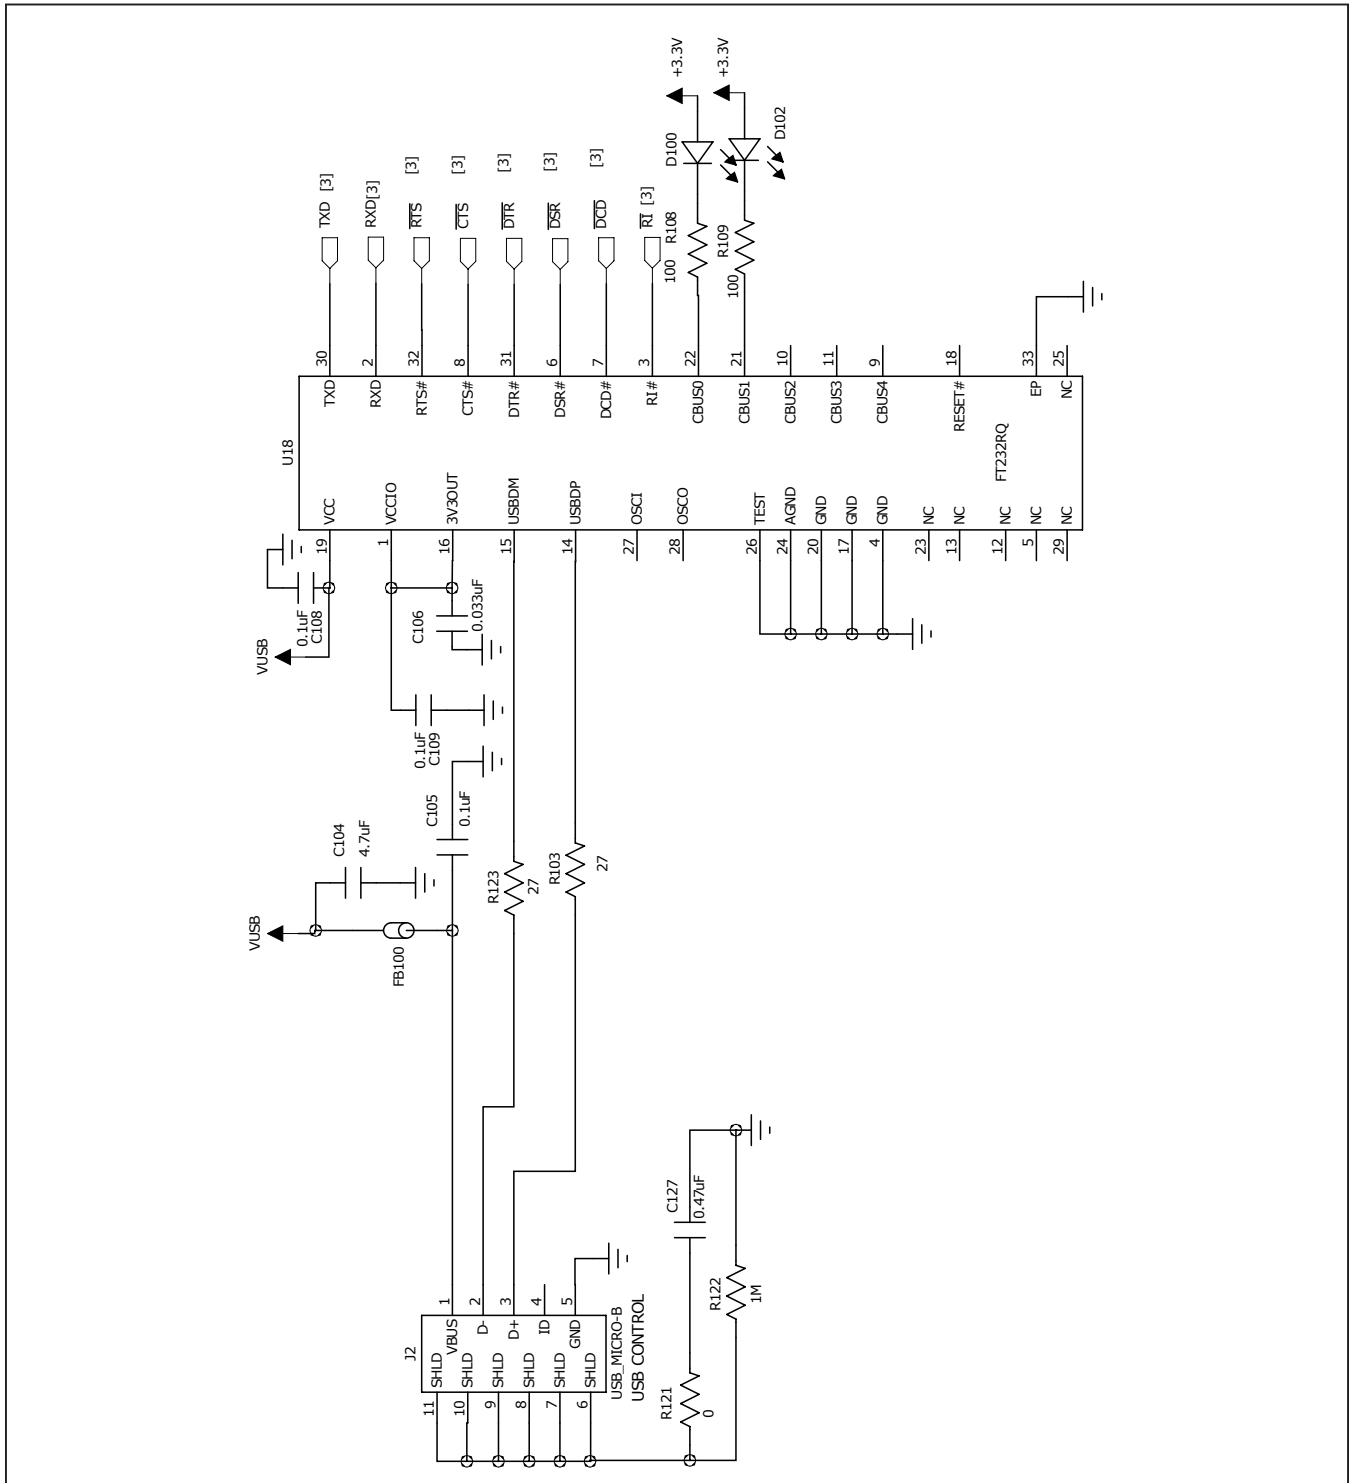 +3.3V
+3.3V
D100
D102
TXD [3]
RXD[3]
RTS [3]
CTS [3]
DTR [3]
DSR [3]
DCD [3]
RI [3]
R108
100
R109
100
30
2
32
8
31
6
7
3
22
21
10
11
9
18
33
25
TXD
RXD
RTS#
CTS#
DTR#
DSR#
DCD#
RI#
CBUS0
CBUS1
CBUS2
CBUS3
CBUS4
RESET#
EP
NC
U18
FT232RQ
VCC
VCCIO
3V3OUT
USBDM
USBDP
OSCI
OSCO
TEST
AGND
GND
GND
GND
NC
NC
NC
NC
NC
19
1
16
15
14
27
28
26
24
20
17
4
23
13
12
5
29
0.1uF
C108
VUSB
C106
0.033uF
0.1uF
C109
C105
0.1uF
C104
4.7uF
VUSB
FB100
R123
27
R103
27
C127
0.47uF
R122
1M
R121
0
J2
1
2
3
4
5
VBUS
D-
D+
ID
GND
SHLD
SHLD
SHLD
SHLD
SHLD
SHLD
11
10
9
8
7
6
USB_MICRO-B
USB CONTROL